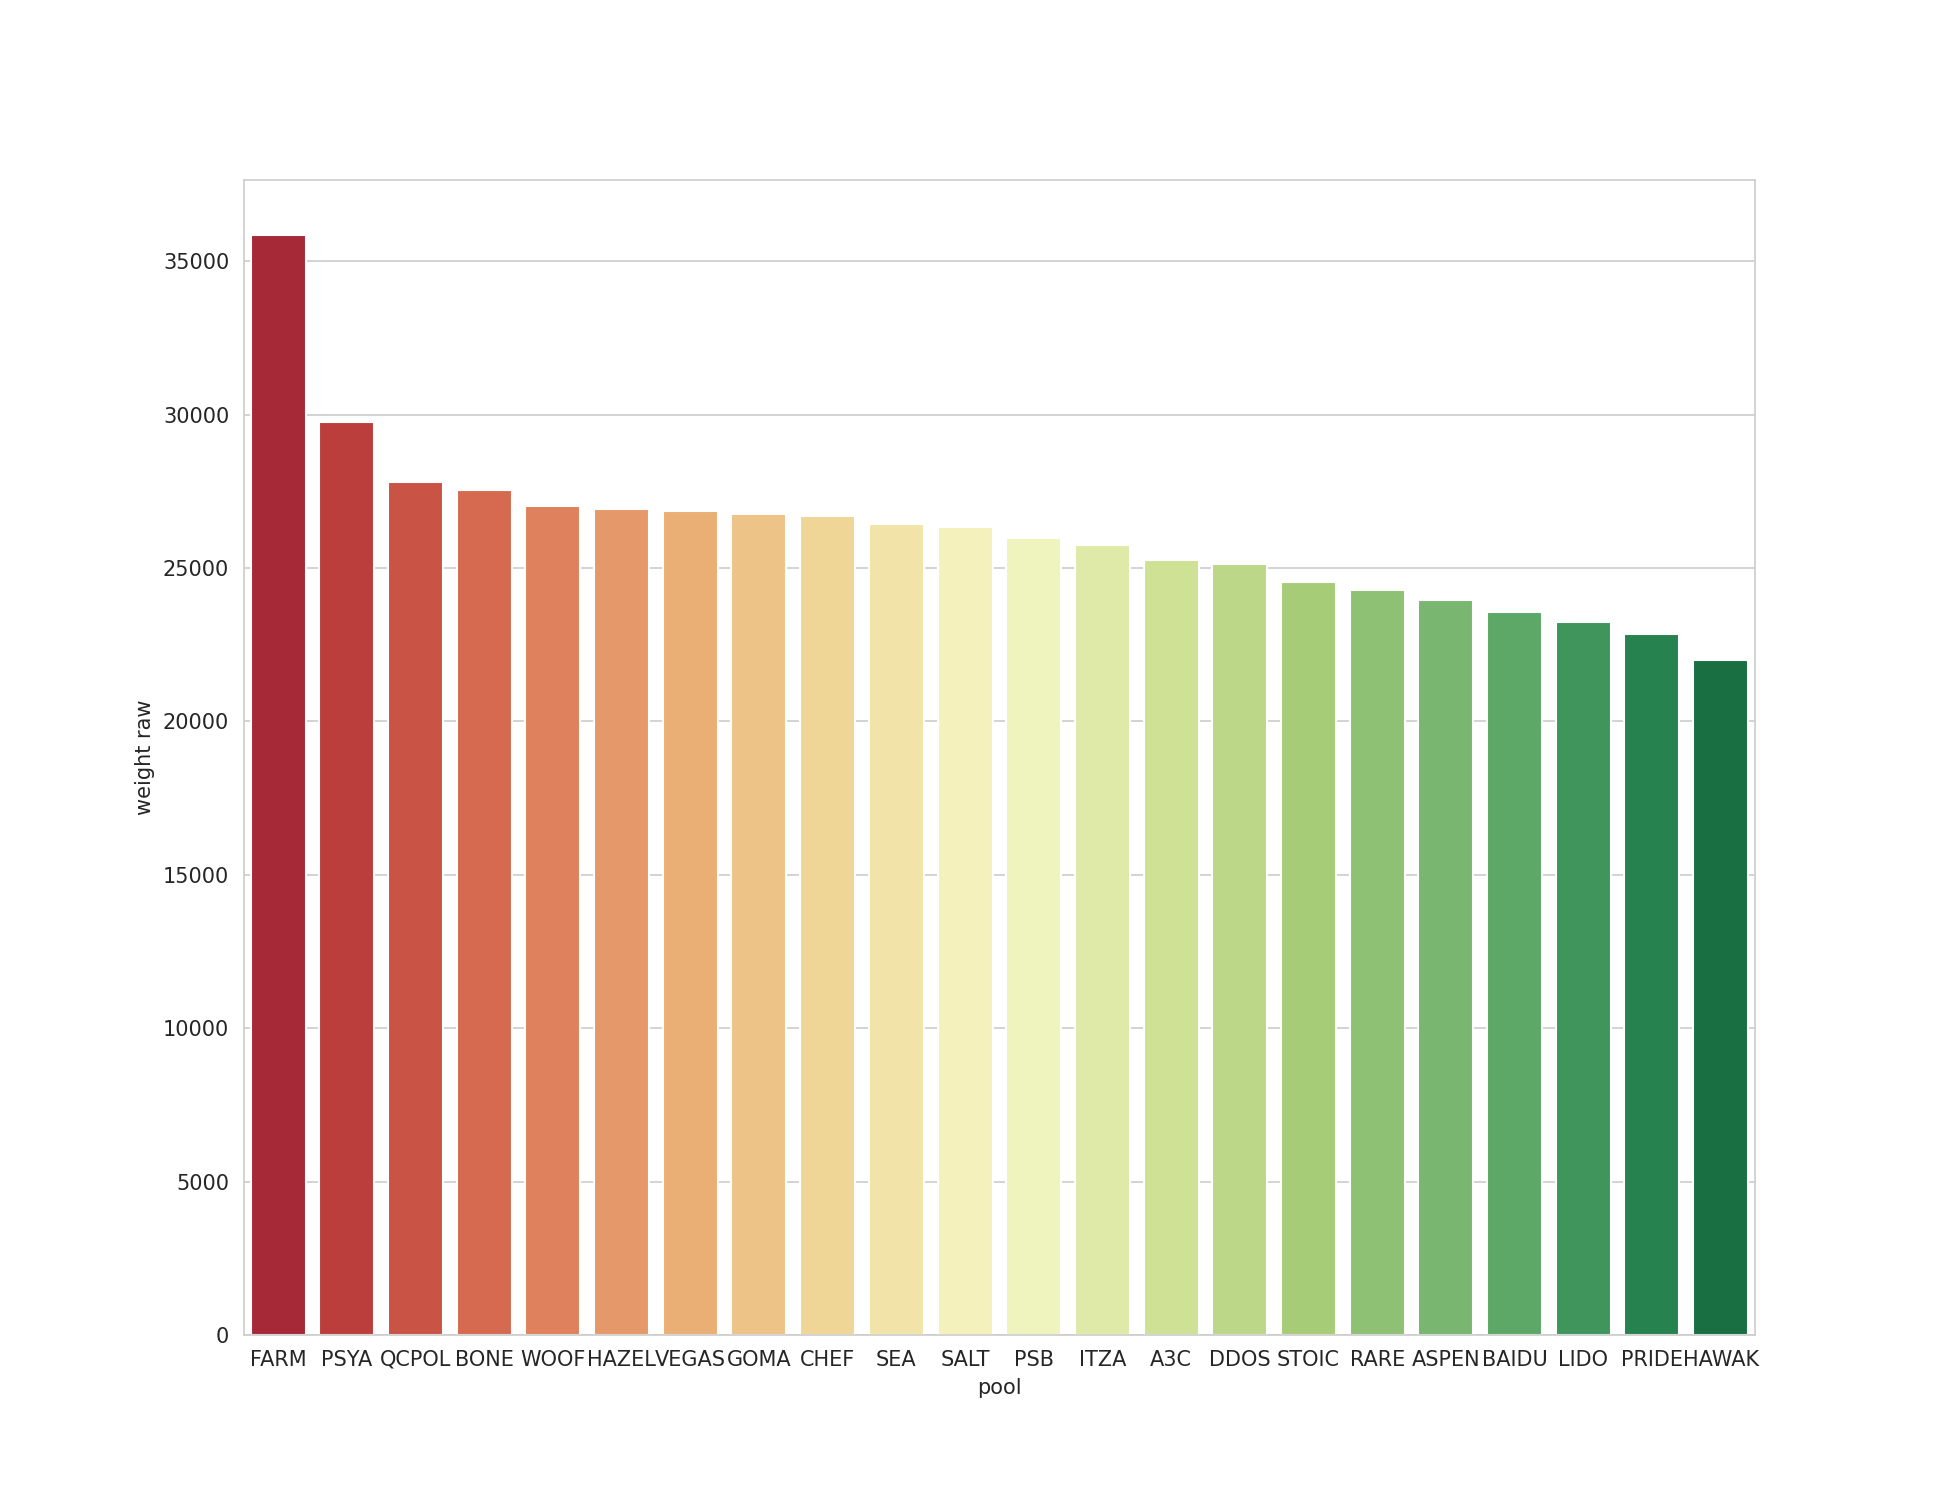 35000
30000
25000
20000
15000
10000
5000
0
weight raw
FARM PSYA QCPOL BONE WOOF HAZEL VEGAS GOMA CHEF SEA SALT PSB ITZA A3C DDOS STOIC RARE ASPEN BAIDU LIDO PRIDE HAWAK
pool